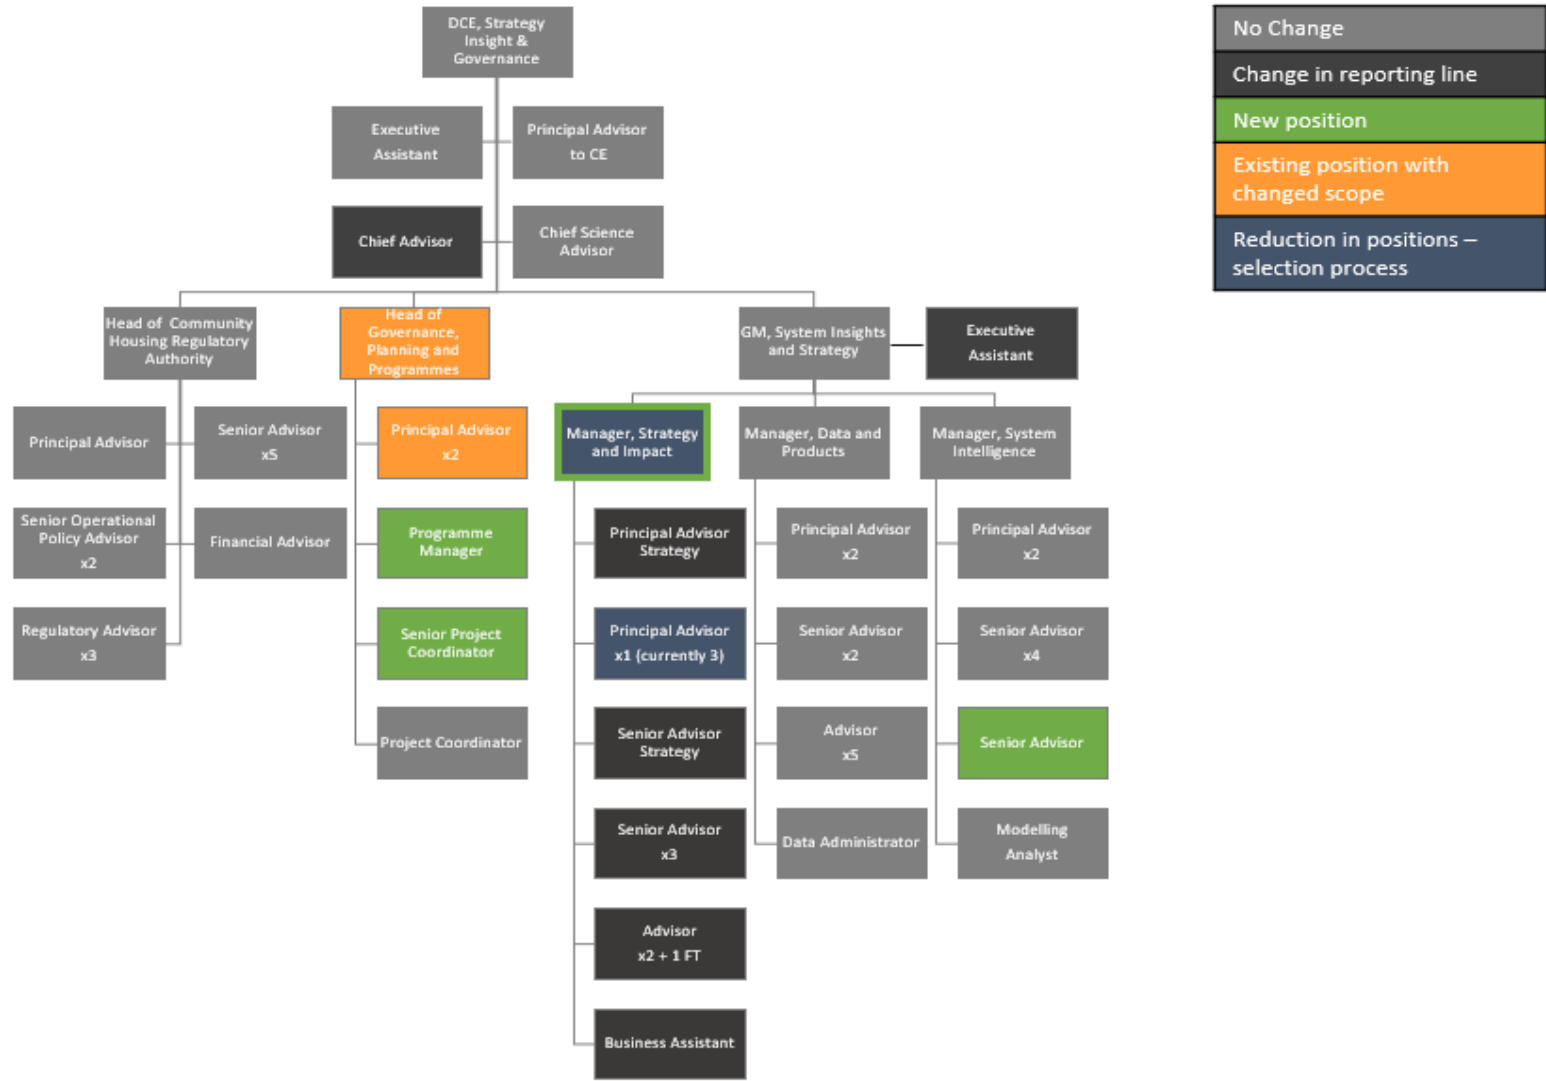 DCE, Strategy
Insight &
Governance
No Change
Change in reporting line
New position
Existing position with
changed scope
Reduction in positions –
selection process
Executive
Assistant
Principal Advisor
to CE
Chief Advisor
Chief Science
Advisor
Head of Community
Housing Regulatory
Authority
Head of
Governance,
Planning and
Programmes
GM, System Insights
and Strategy
Executive
Assistant
Principal Advisor
Senior Advisor
x5
Principal Advisor
x2
Manager, Strategy
and Impact
Manager, Data and
Products
Manager, System
Intelligence
Senior Operational
Policy Advisor
x2
Financial Advisor
Programme
Manager
Principal Advisor
Strategy
Principal Advisor
x2
Principal Advisor
x2
Regulatory Advisor
x3
Senior Project
Coordinator
Principal Advisor
x1 (currently 3)
Senior Advisor
x2
Senior Advisor
x4
Project Coordinator
Senior Advisor
Strategy
Advisor
x5
Senior Advisor
Senior Advisor
x3
Data Administrator
Modelling
Analyst
Advisor
x2 + 1 FT
Business Assistant